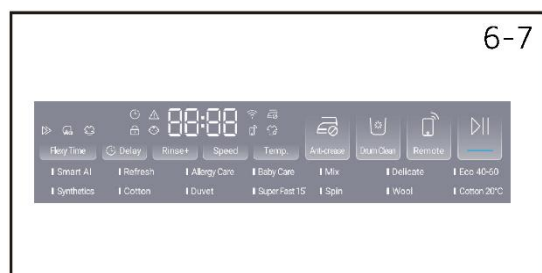 6-7
88:88
Flexy Time Delay Rinse+ Speed Temp. Anti-crease Drum Clean Remote
Smart AI Refresh Allergy Care Baby Care Mix Delicate Eco 40-60
Synthetics Cotton Duvet Super Fast 15' Spin Wool Cotton 20°C